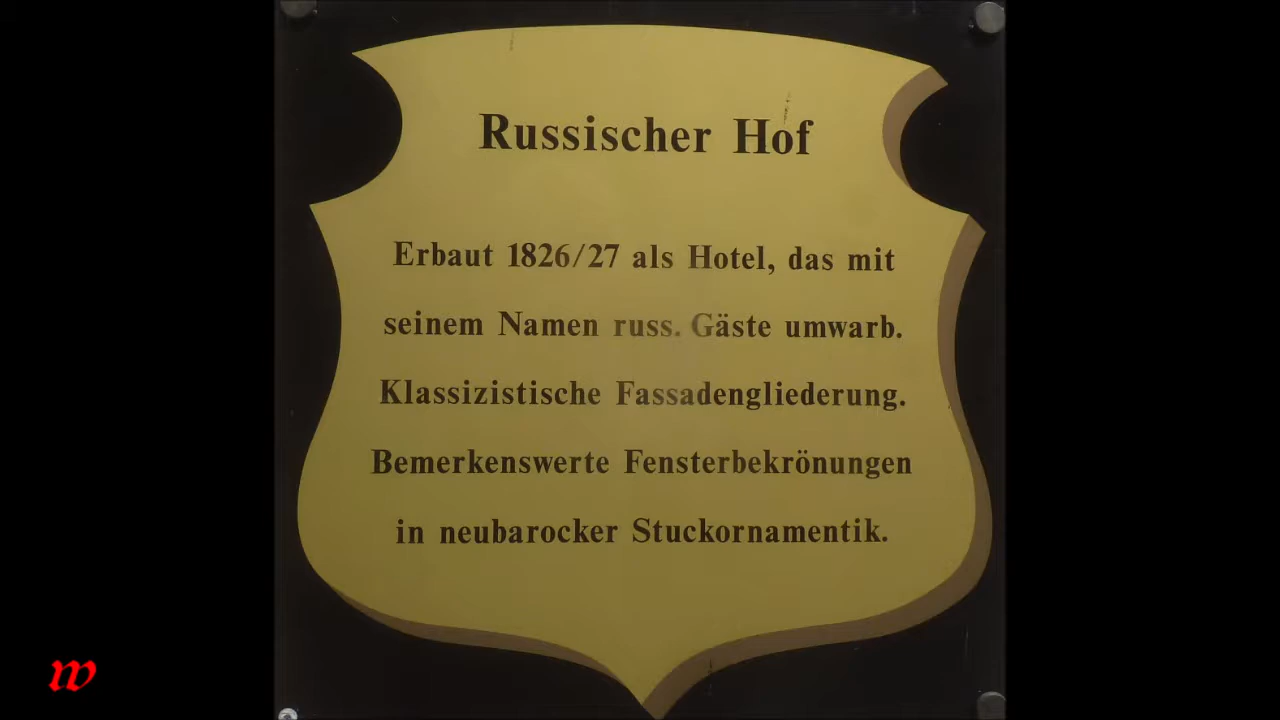 Russischer Hof
Erbaut 1826/27 als Hotel, das mit
seinem Namen russ. Gäste umwarb.
Klassizistische Fassadengliederung.
Bemerkenswerte Fensterbekrönungen
in neubarocker Stuckornamentik.
w